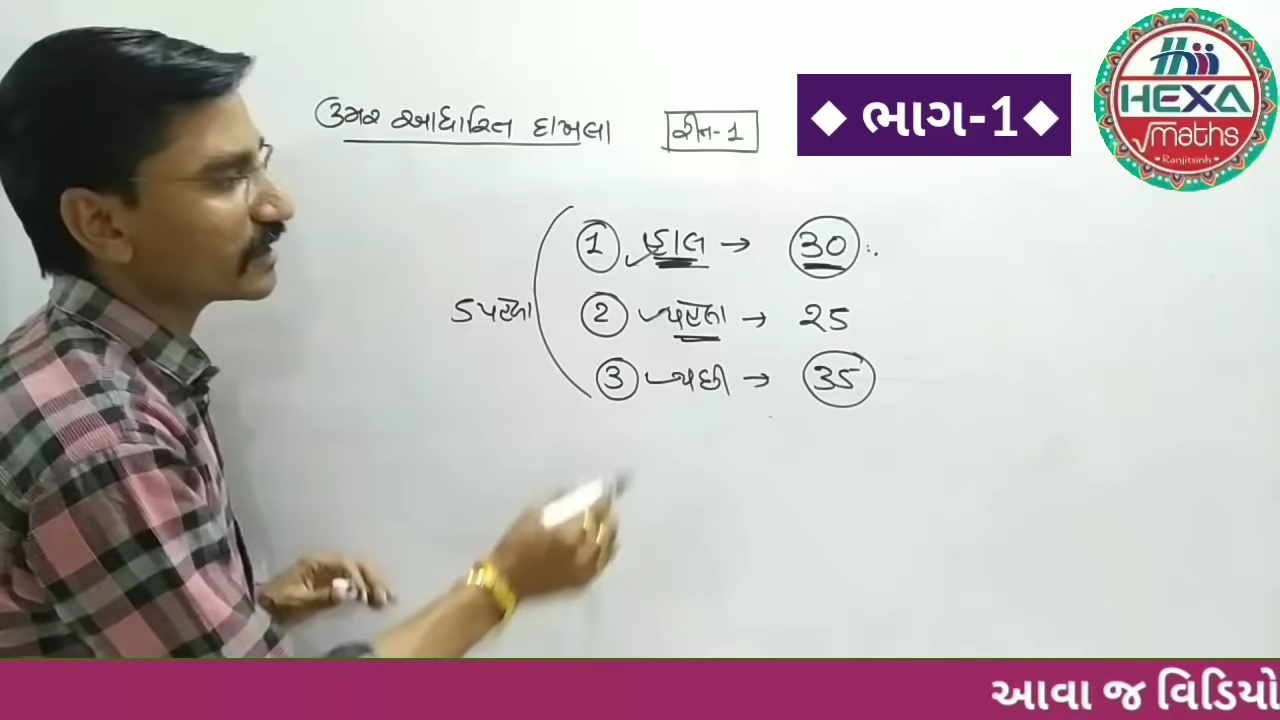 ઉંમર આધારિત દાખલા રીત-1
◆ ભાગ-1◆
HEXA
maths
Ranjitsinh
1 હાલ → 30 :.
2 પહેલા → 25
3 પછી → 35
આવા જ વિડિયો